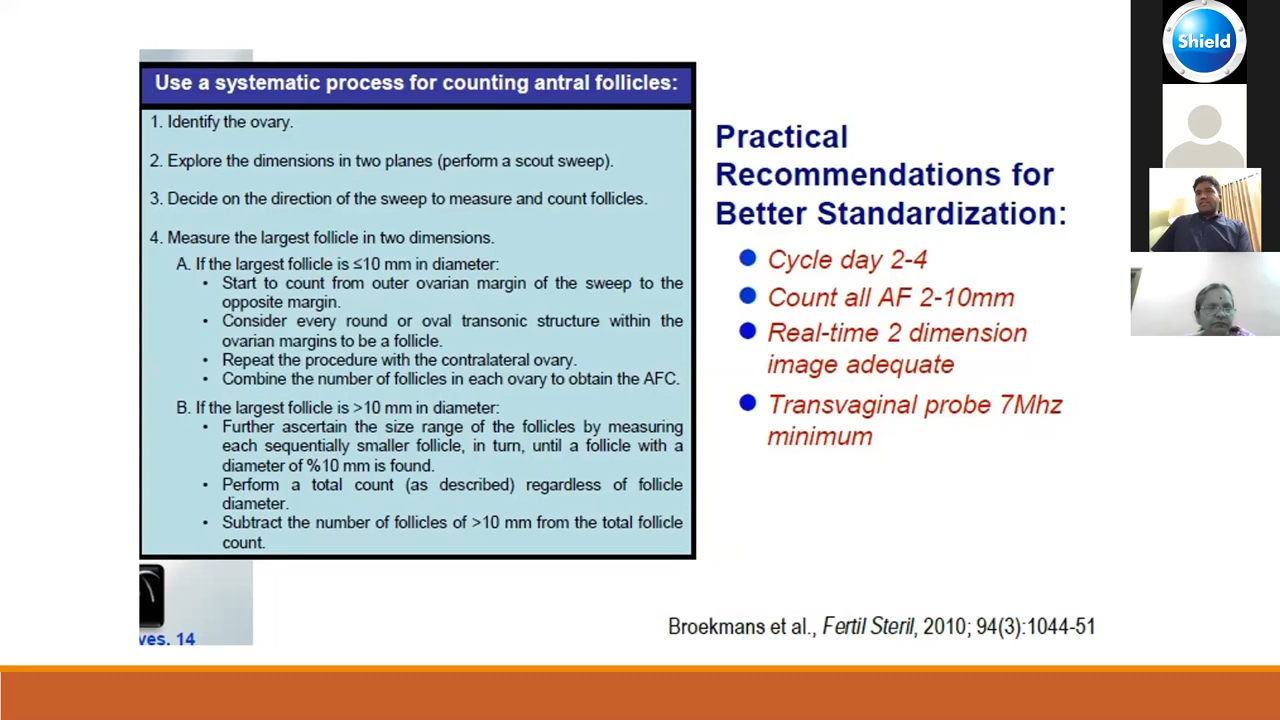 Use a systematic process for counting antral follicles:
1. Identify the ovary.
2. Explore the dimensions in two planes (perform a scout sweep).
3. Decide on the direction of the sweep to measure and count follicles.
4. Measure the largest follicle in two dimensions.
A. If the largest follicle is ≤10 mm in diameter:
• Start to count from outer ovarian margin of the sweep to the
opposite margin.
• Consider every round or oval transonic structure within the
ovarian margins to be a follicle.
• Repeat the procedure with the contralateral ovary.
• Combine the number of follicles in each ovary to obtain the AFC.
B. If the largest follicle is >10 mm in diameter:
• Further ascertain the size range of the follicles by measuring
each sequentially smaller follicle, in turn, until a follicle with a
diameter of %10 mm is found.
• Perform a total count (as described) regardless of follicle
diameter.
• Subtract the number of follicles of >10 mm from the total follicle
count.
ves. 14
Practical
Recommendations for
Better Standardization:
• Cycle day 2-4
• Count all AF 2-10mm
• Real-time 2 dimension
image adequate
• Transvaginal probe 7Mhz
minimum
Broekmans et al., Fertil Steril, 2010; 94(3):1044-51
Shield